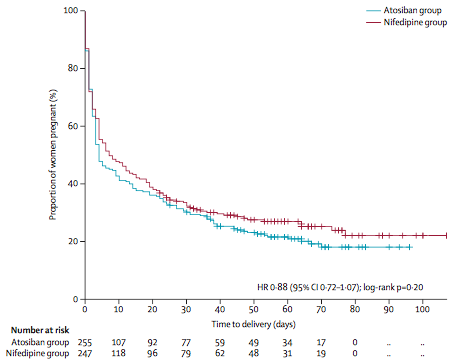 Atosiban group
Nifedipine group
100
80
60
40
20
0
Proportion of women pregnant (%)
HR 0·88 (95% CI 0·72–1·07); log-rank p=0·20
0 10 20 30 40 50 60 70 80 90 100
Time to delivery (days)
Number at risk
Atosiban group 255 107 92 77 59 49 34 17 0 .. ..
Nifedipine group 247 118 96 79 62 48 31 19 0 .. ..